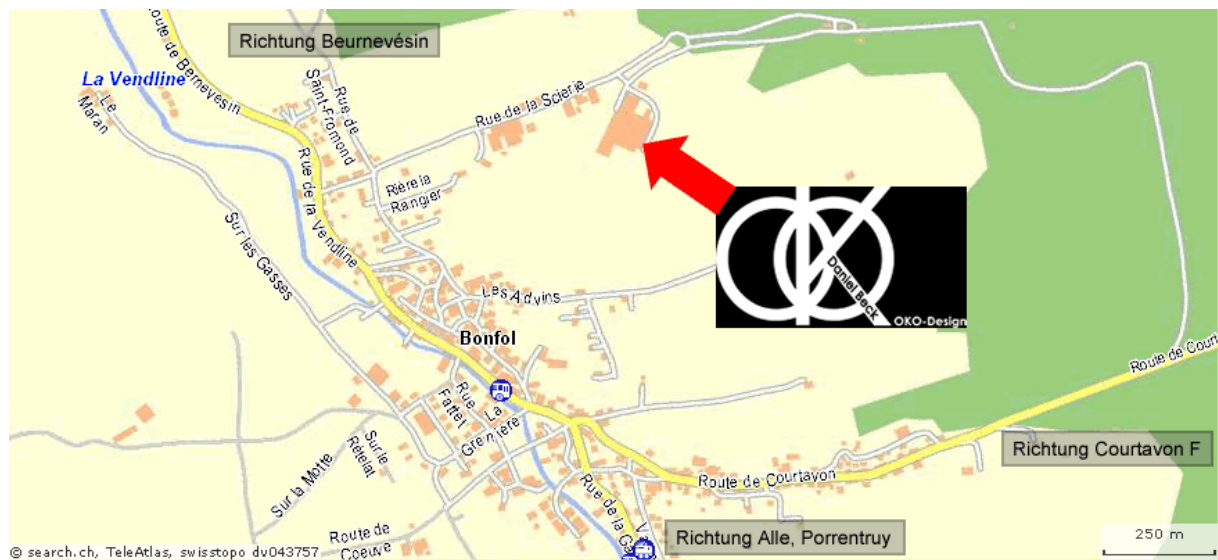 Richtung Beurnevésin
Route de Bernevésin
La Vendline
Le
Maran
Rue de
Saint-Fromond
Rue de la Scierie
Rière la
Rangier
Rue de la Vendline
Sur les Gasses
Daniel Beck
OKO-Design
Les Advins
Bonfol
Route de Court
Rue
Fattet
La
Grenière
Sur le
Rételat
Sur la Motte
Richtung Courtavon F
Route de Courtavon
Rue de la Ga
Route de
Coeuve
Richtung Alle, Porrentruy
250 m
© search.ch, TeleAtlas, swisstopo dv043757